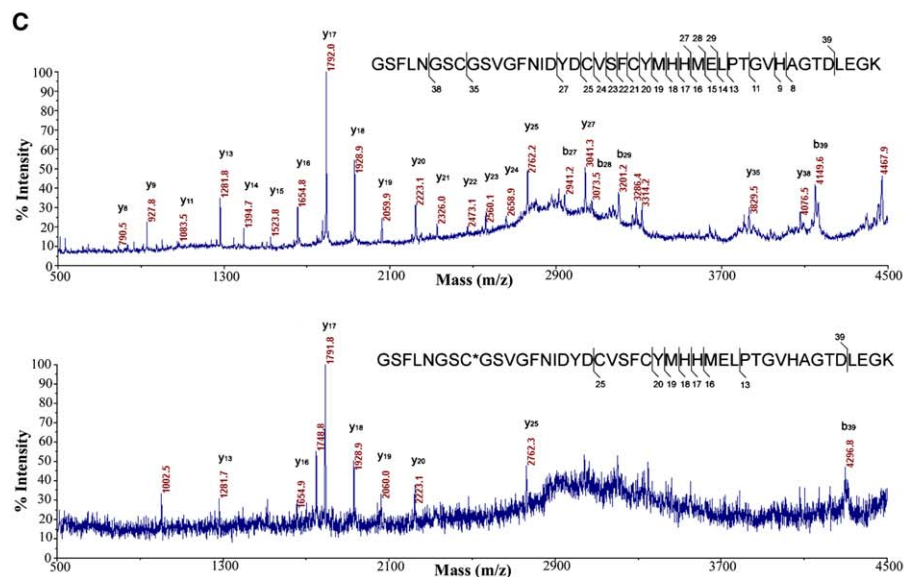 C
y17
1792.0
27 28 29
39
GSFLNGSCGSVGFNIDYDCVSFCYMHHMELPTGVHAGTDLEGK
38 35 27 25 24 23 22 21 20 19 18 17 16 15 14 13 11 9 8
% Intensity
100
90
80
70
60
50
40
30
20
10
0
y8 790.5
y9 927.8
y11 1083.5
y13 1281.8
y14 1394.7
y15 1523.8
y16 1654.8
y18 1928.9
y19 2059.9
y20 2223.1
y21 2326.0
y22 2473.1
y23 2560.1
y24 2658.9
y25 2762.2
b27 2941.2
y27 3041.3
b28 3073.5
b29 3201.2
3286.4
3314.2
y35 3829.5
y38 4076.5
b39 4149.6
4467.9
500 1300 2100 2900 3700 4500
Mass (m/z)
y17
1791.8
39
GSFLNGSC*GSVGFNIDYDCVSFCYMHHMELPTGVHAGTDLEGK
25 20 19 18 17 16 13
% Intensity
100
90
80
70
60
50
40
30
20
10
0
1002.5
y13 1281.7
y16 1654.9
1748.8
y18 1928.9
y19 2060.0
y20 2223.1
y25 2762.3
b39 4296.8
500 1300 2100 2900 3700 4500
Mass (m/z)